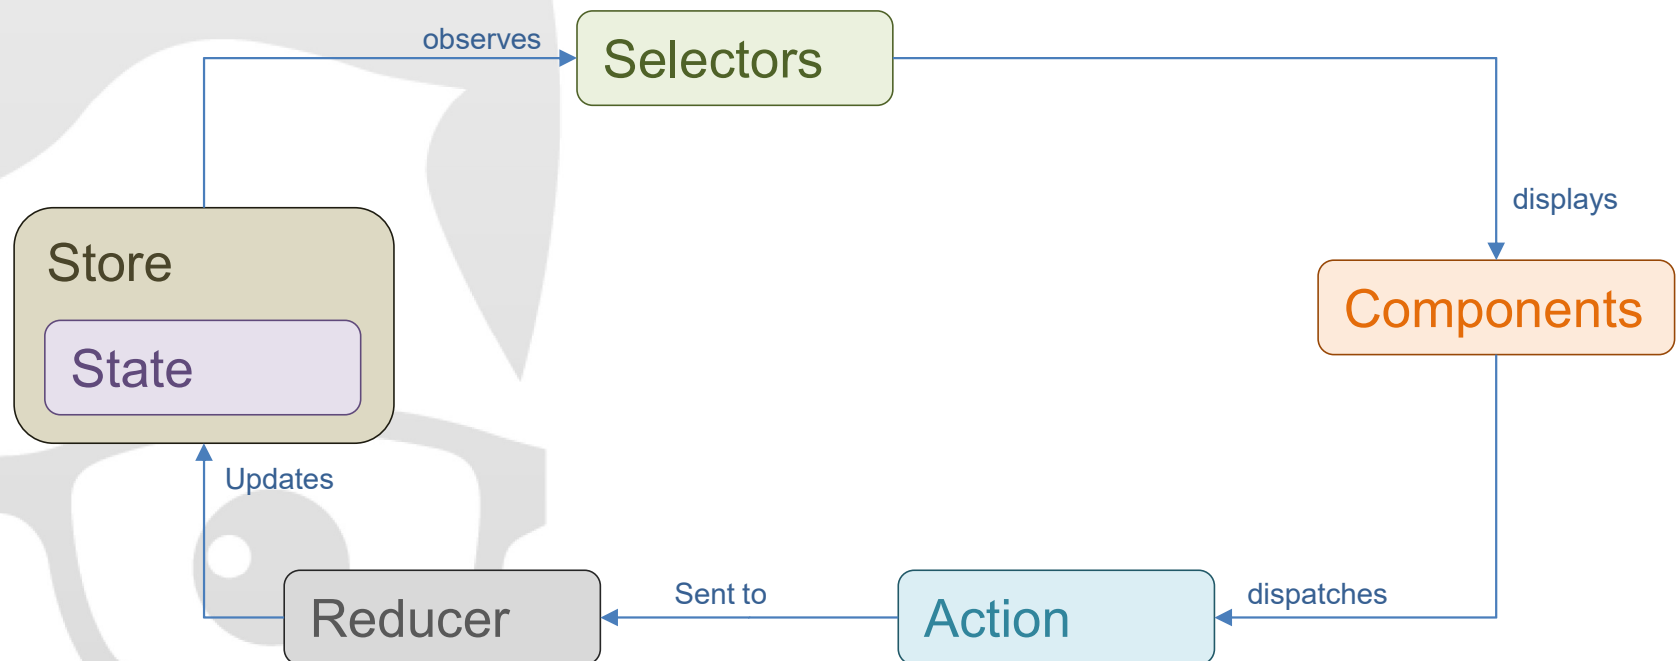 observes
Selectors
displays
Store
Components
State
Updates
Sent to
dispatches
Reducer
Action